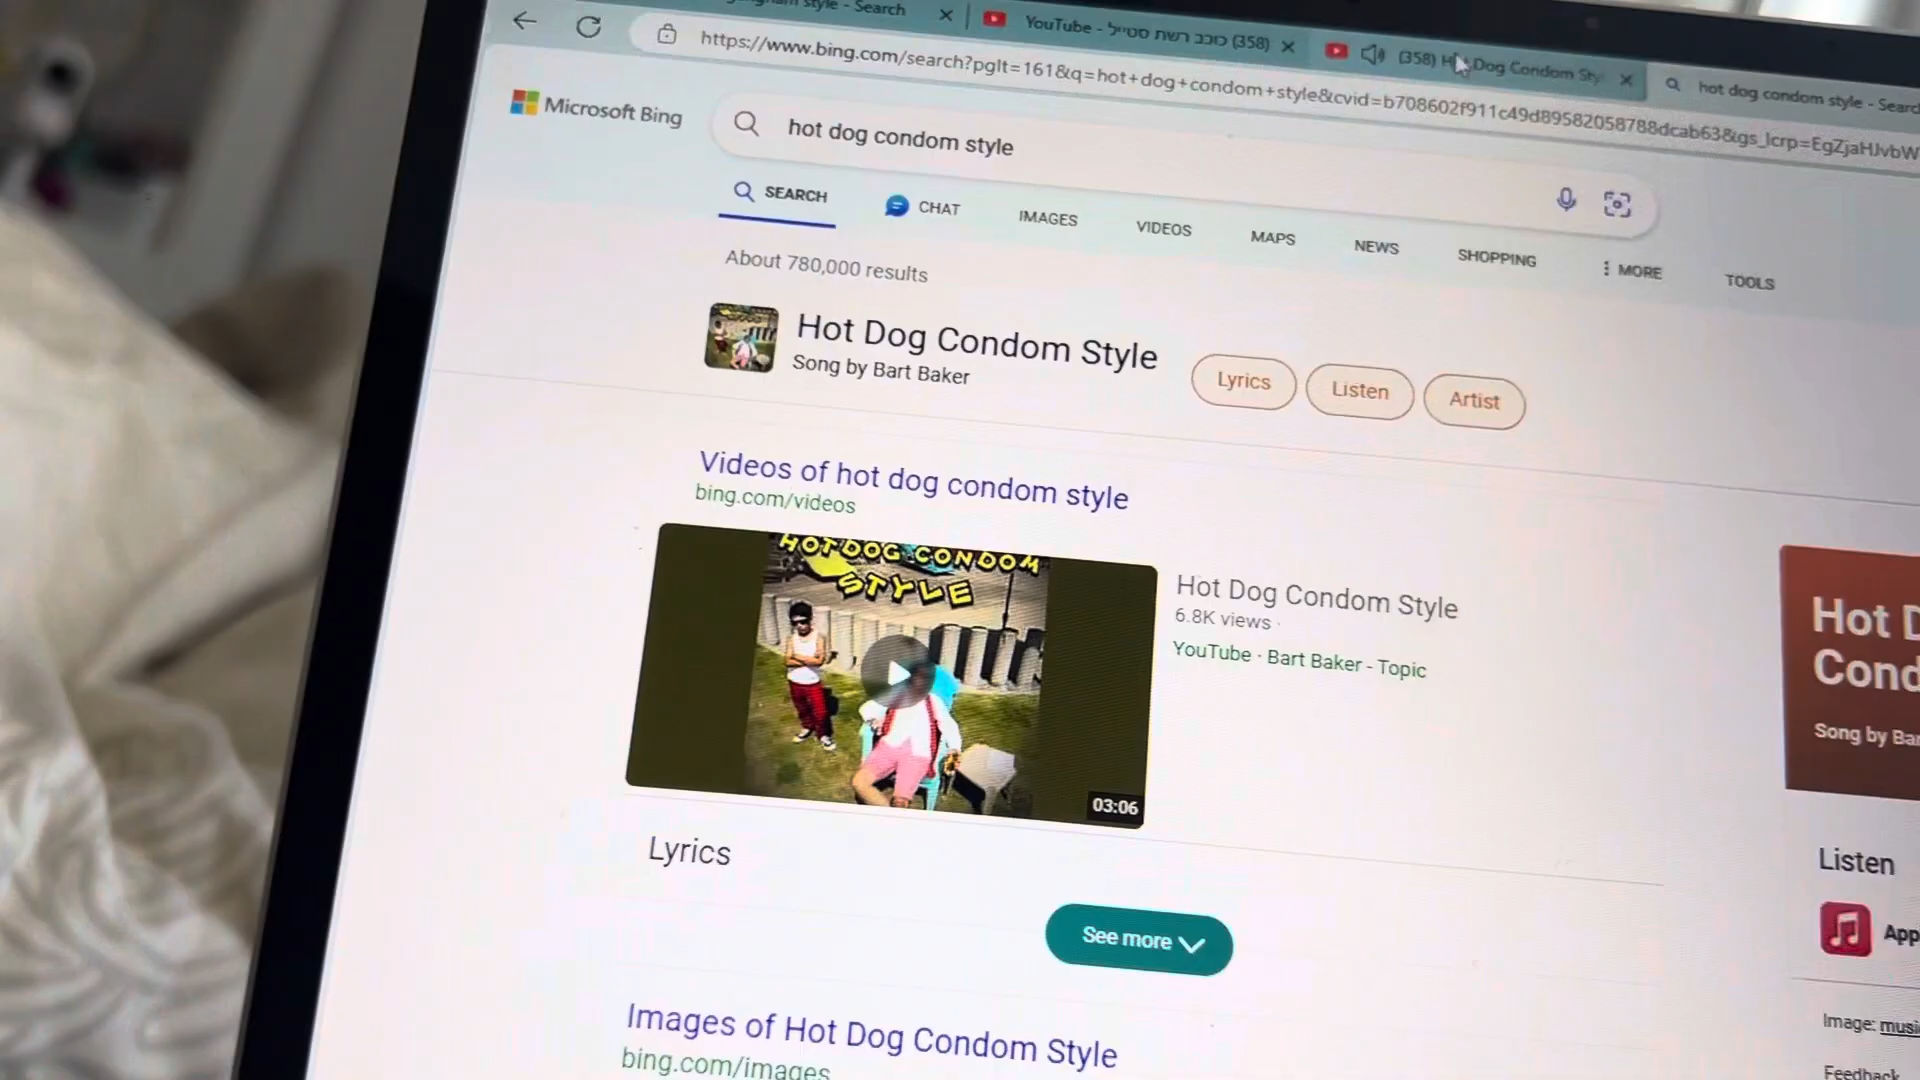 style - Search
YouTube - כוכב רשת סטייל (358)
(358) Hot Dog Condom Sty
hot dog condom style - Search
https://www.bing.com/search?pglt=161&q=hot+dog+condom+style&cvid=b708602f911c49d89582058788dcab63&gs_lcrp=EgZjaHJvbW
Microsoft Bing
hot dog condom style
SEARCH
CHAT
IMAGES
VIDEOS
MAPS
NEWS
SHOPPING
MORE
TOOLS
About 780,000 results
Hot Dog Condom Style
Song by Bart Baker
Lyrics
Listen
Artist
Videos of hot dog condom style
bing.com/videos
HOTDOG CONDOM
STYLE
03:06
Hot Dog Condom Style
6.8K views ·
YouTube · Bart Baker - Topic
Hot D
Cond
Song by Bar
Lyrics
See more
Listen
App
Images of Hot Dog Condom Style
bing.com/images
Image: musi
Feedback